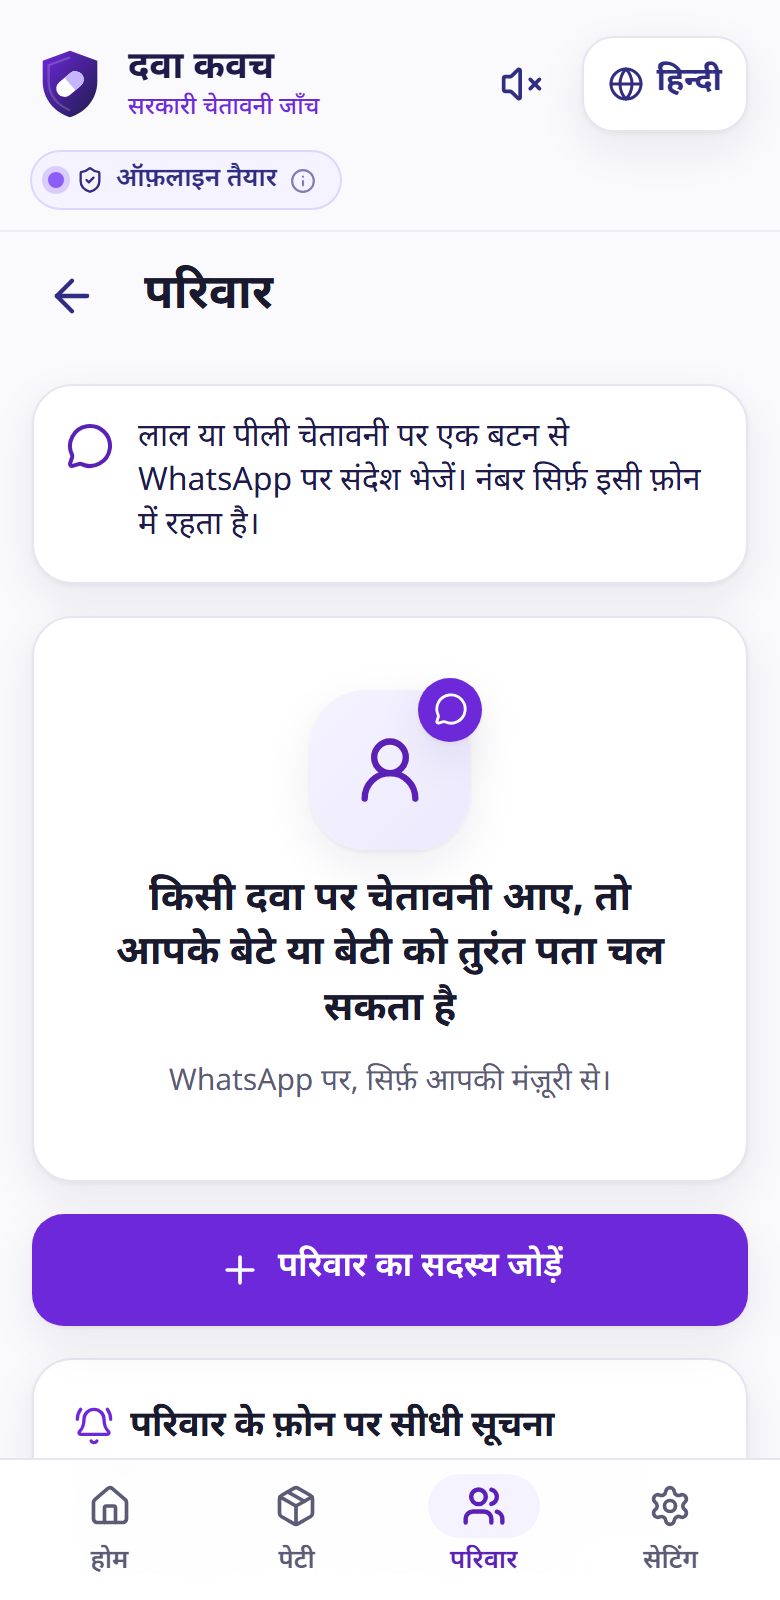 दवा कवच
सरकारी चेतावनी जाँच
हिन्दी
ऑफ़लाइन तैयार
परिवार
लाल या पीली चेतावनी पर एक बटन से
WhatsApp पर संदेश भेजें। नंबर सिर्फ़ इसी फ़ोन
में रहता है।
किसी दवा पर चेतावनी आए, तो
आपके बेटे या बेटी को तुरंत पता चल
सकता है
WhatsApp पर, सिर्फ़ आपकी मंज़ूरी से।
परिवार का सदस्य जोड़ें
परिवार के फ़ोन पर सीधी सूचना
होम
पेटी
परिवार
सेटिंग